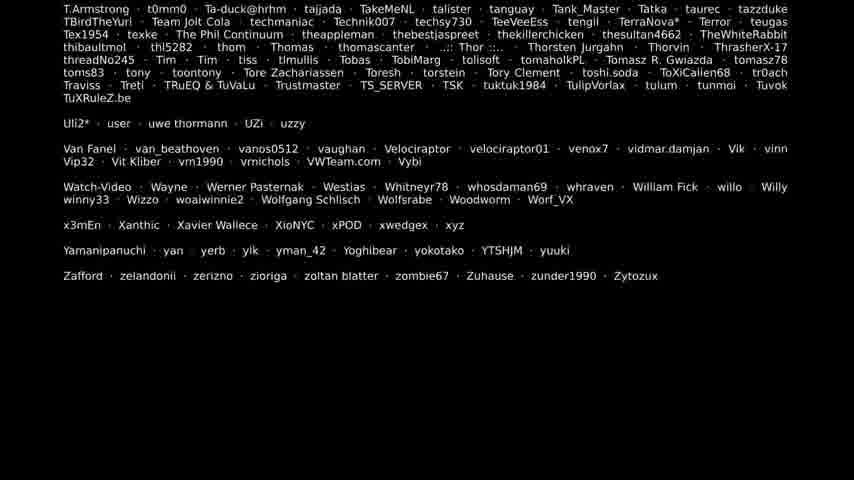 T.Armstrong · t0mm0 · Ta-duck@hrhm · tajjada · TakeMeNL · talister · tanguay · Tank_Master · Tatka · taurec · tazzduke
TBirdTheYuri · Team Jolt Cola · techmaniac · Technik007 · techsy730 · TeeVeeEss · tengii · TerraNova* · Terror · teugas
Tex1954 · texke · The Phil Continuum · theappleman · thebestjaspreet · thekillerchicken · thesultan4662 · TheWhiteRabbit
thibaultmol · thl5282 · thom · Thomas · thomascanter · ..:: Thor ::.. · Thorsten Jurgahn · Thorvin · ThrasherX-17
threadNo245 · Tim · Tim · tiss · tlmullis · Tobas · TobiMarg · tolisoft · tomaholkPL · Tomasz R. Gwiazda · tomasz78
toms83 · tony · toontony · Tore Zachariassen · Toresh · torstein · Tory Clement · toshi.soda · ToXiCallen68 · tr0ach
Traviss · Treti · TRuEQ & TuVaLu · Trustmaster · TS_SERVER · TSK · tuktuk1984 · TulipVorlax · tulum · tunmoi · Tuvok
TuXRuleZ.be
Uli2* · user · uwe thormann · UZi · uzzy
Van Fanel · van_beathoven · vanos0512 · vaughan · Velociraptor · velociraptor01 · venox7 · vidmar.damjan · Vik · vinn
Vip32 · Vit Kliber · vm1990 · vrnichols · VWTeam.com · Vybi
Watch-Video · Wayne · Werner Pasternak · Westias · Whitneyr78 · whosdaman69 · whraven · William Fick · willo · Willy
winny33 · Wizzo · woaiwinnie2 · Wolfgang Schlisch · Wolfsrabe · Woodworm · Worf_VX
x3mEn · Xanthic · Xavier Wallece · XioNYC · xPOD · xwedgex · xyz
Yamanipanuchi · yan · yerb · ylk · yman_42 · Yoghibear · yokotako · YTSHJM · yuuki
Zafford · zelandonii · zerizno · zioriga · zoltan blatter · zombie67 · Zuhause · zunder1990 · Zytozux